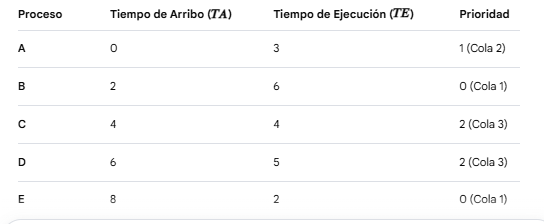 Proceso Tiempo de Arribo (TA) Tiempo de Ejecución (TE) Prioridad
A 0 3 1 (Cola 2)
B 2 6 0 (Cola 1)
C 4 4 2 (Cola 3)
D 6 5 2 (Cola 3)
E 8 2 0 (Cola 1)